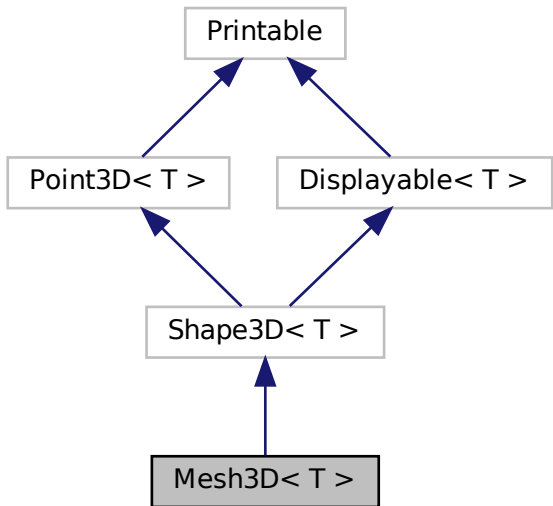 Printable
Point3D< T >
Displayable< T >
Shape3D< T >
Mesh3D< T >